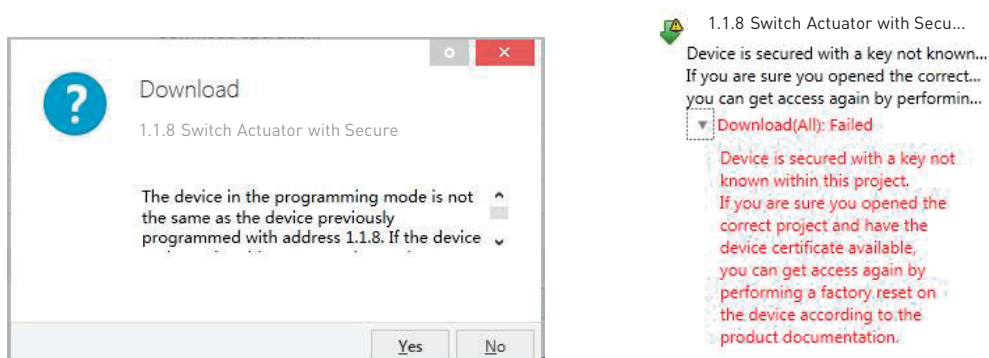 Download
1.1.8 Switch Actuator with Secure
The device in the programming mode is not
the same as the device previously
programmed with address 1.1.8. If the device
Yes
No
1.1.8 Switch Actuator with Secu...
Device is secured with a key not known...
If you are sure you opened the correct...
you can get access again by performin...
Download(All): Failed
Device is secured with a key not
known within this project.
If you are sure you opened the
correct project and have the
device certificate available,
you can get access again by
performing a factory reset on
the device according to the
product documentation.